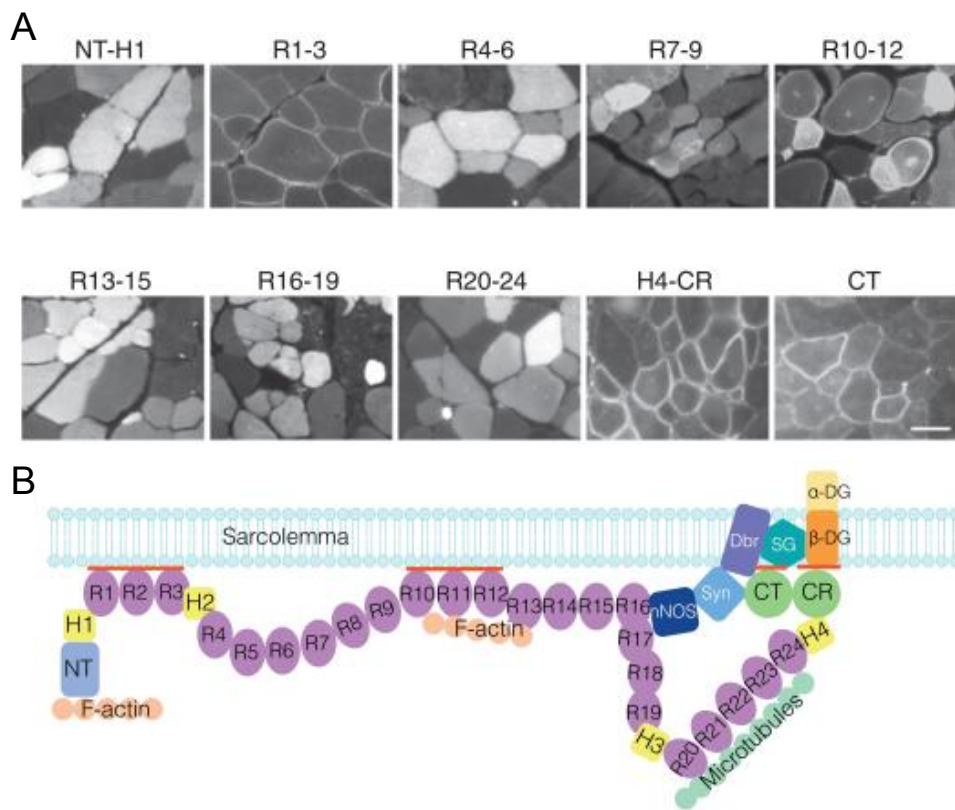 A
NT-H1 R1-3 R4-6 R7-9 R10-12
R13-15 R16-19 R20-24 H4-CR CT
B
α-DG
Sarcolemma Dbr SG β-DG
R1 R2 R3 H2 R10 R11 R12 R13 R14 R15 R16 nNOS Syn CT CR
H1 R4 R5 R6 R7 R8 R9 F-actin R17 H4
NT R18 R24
F-actin R19 R23
H3 R20 R21 R22
Microtubules